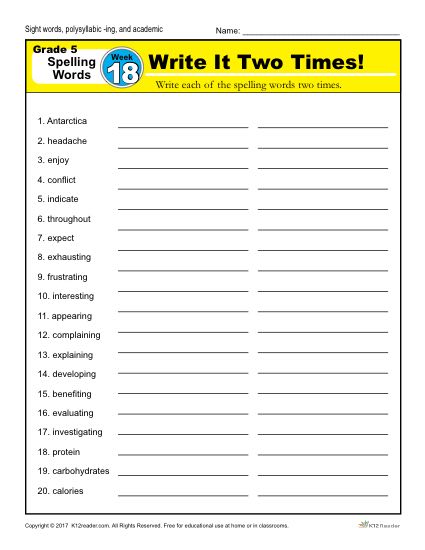 Sight words, polysyllabic -ing, and academic
Name:
Grade 5
Spelling
Words
Week
18
Write It Two Times!
Write each of the spelling words two times.
1. Antarctica
2. headache
3. enjoy
4. conflict
5. indicate
6. throughout
7. expect
8. exhausting
9. frustrating
10. interesting
11. appearing
12. complaining
13. explaining
14. developing
15. benefiting
16. evaluating
17. investigating
18. protein
19. carbohydrates
20. calories
Copyright © 2017 K12reader.com. All Rights Reserved. Free for educational use at home or in classrooms.
K12 Reader